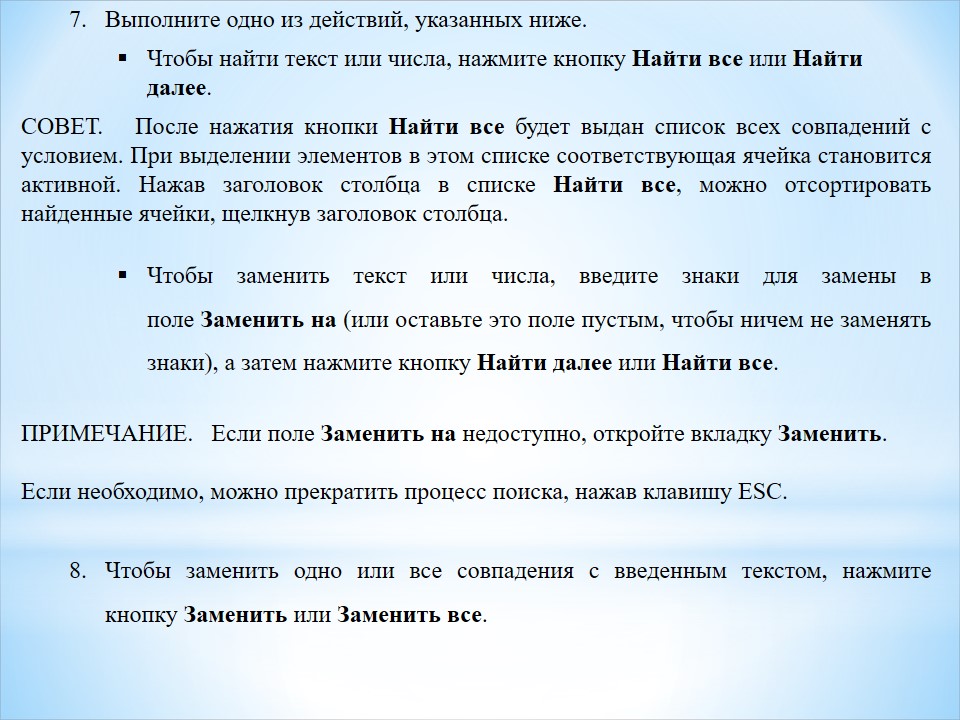 7. Выполните одно из действий, указанных ниже.
▪ Чтобы найти текст или числа, нажмите кнопку Найти все или Найти
далее.
СОВЕТ. После нажатия кнопки Найти все будет выдан список всех совпадений с
условием. При выделении элементов в этом списке соответствующая ячейка становится
активной. Нажав заголовок столбца в списке Найти все, можно отсортировать
найденные ячейки, щелкнув заголовок столбца.
▪ Чтобы заменить текст или числа, введите знаки для замены в
поле Заменить на (или оставьте это поле пустым, чтобы ничем не заменять
знаки), а затем нажмите кнопку Найти далее или Найти все.
ПРИМЕЧАНИЕ. Если поле Заменить на недоступно, откройте вкладку Заменить.
Если необходимо, можно прекратить процесс поиска, нажав клавишу ESC.
8. Чтобы заменить одно или все совпадения с введенным текстом, нажмите
кнопку Заменить или Заменить все.